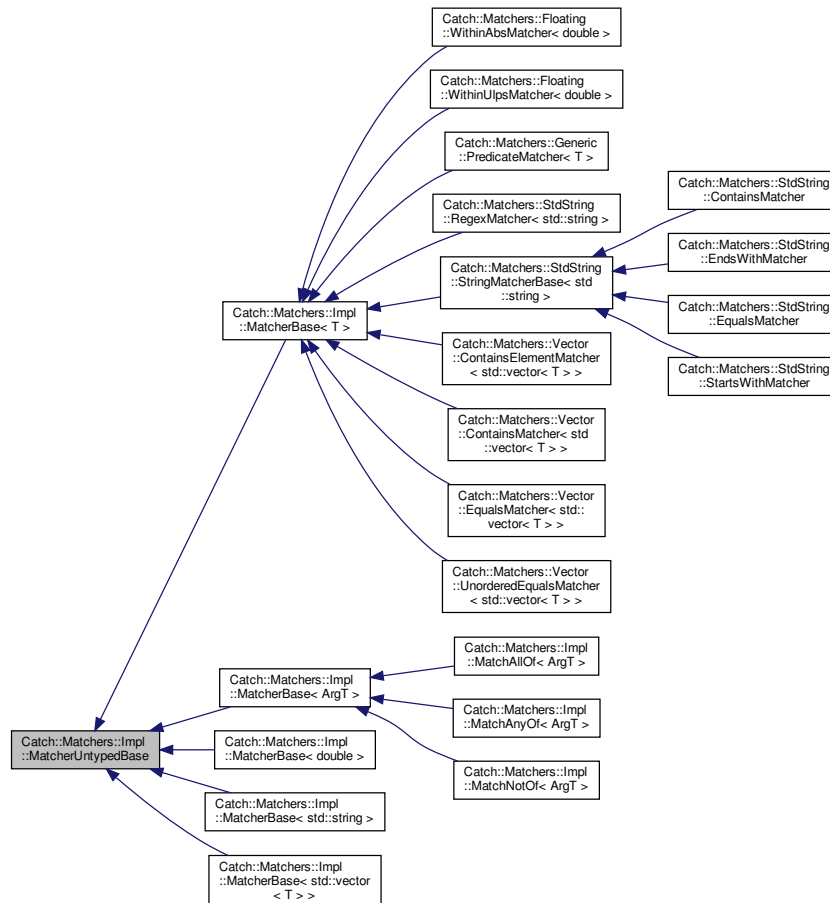 Catch::Matchers::Floating
::WithinAbsMatcher< double >
Catch::Matchers::Floating
::WithinUlpsMatcher< double >
Catch::Matchers::Generic
::PredicateMatcher< T >
Catch::Matchers::StdString
::RegexMatcher< std::string >
Catch::Matchers::StdString
::StringMatcherBase< std
::string >
Catch::Matchers::StdString
::ContainsMatcher
Catch::Matchers::StdString
::EndsWithMatcher
Catch::Matchers::StdString
::EqualsMatcher
Catch::Matchers::StdString
::StartsWithMatcher
Catch::Matchers::Impl
::MatcherBase< T >
Catch::Matchers::Vector
::ContainsElementMatcher
< std::vector< T > >
Catch::Matchers::Vector
::ContainsMatcher< std
::vector< T > >
Catch::Matchers::Vector
::EqualsMatcher< std::
vector< T > >
Catch::Matchers::Vector
::UnorderedEqualsMatcher
< std::vector< T > >
Catch::Matchers::Impl
::MatchAllOf< ArgT >
Catch::Matchers::Impl
::MatcherBase< ArgT >
Catch::Matchers::Impl
::MatchAnyOf< ArgT >
Catch::Matchers::Impl
::MatchNotOf< ArgT >
Catch::Matchers::Impl
::MatcherUntypedBase
Catch::Matchers::Impl
::MatcherBase< double >
Catch::Matchers::Impl
::MatcherBase< std::string >
Catch::Matchers::Impl
::MatcherBase< std::vector
< T > >